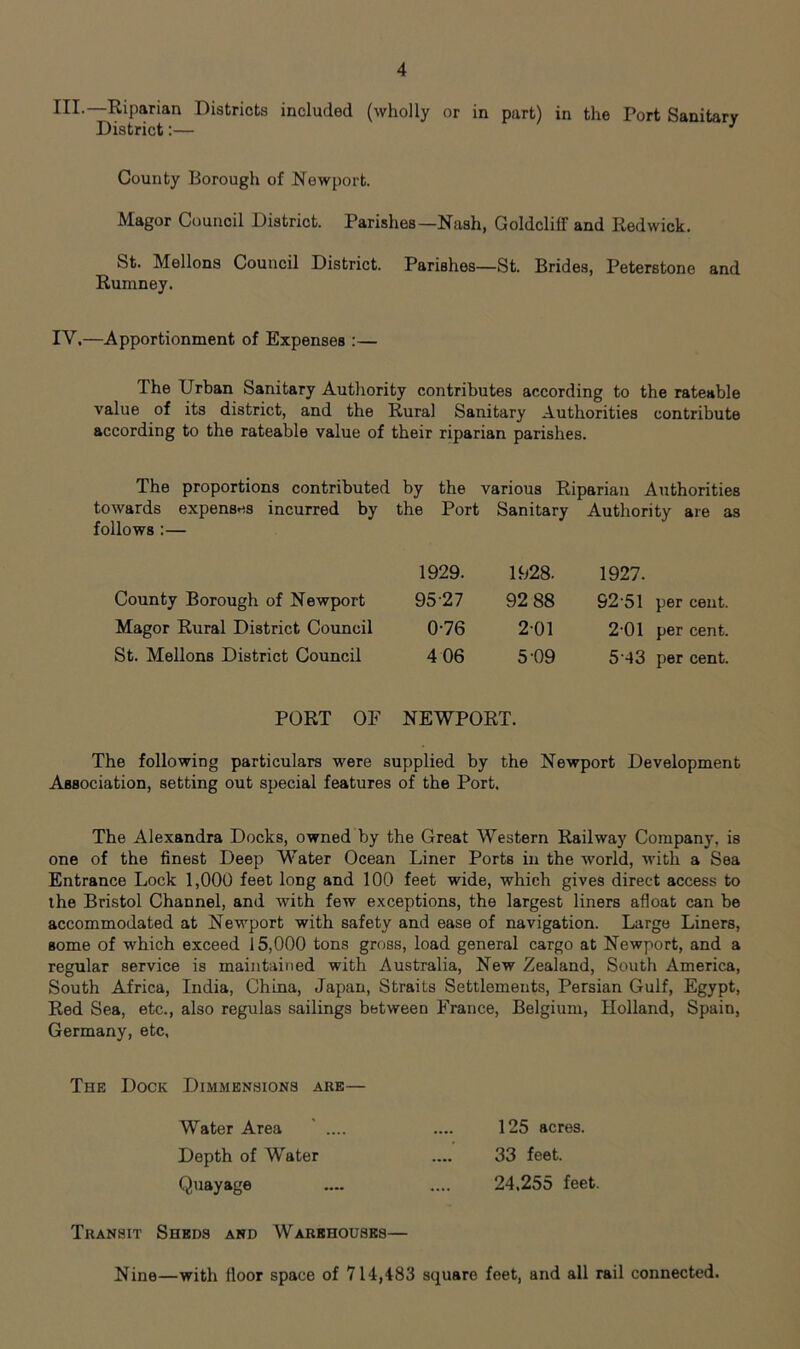 4
III.—Riparian Districts included (wholly or in part) in the Port Sanitary
District:—
County Borough of Newport.
Magor Council District. Parishes—Nash, Goldcliff and Redwick.
St. Mellons Council District. Parishes—St. Brides, Peterstone and
Rumney.
IV.—Apportionment of Expenses :—
The Urban Sanitary Authority contributes according to the rateable
value of its district, and the Rural Sanitary Authorities contribute
according to the rateable value of their riparian parishes.
The proportions contributed by the various Riparian Authorities
towards expenses incurred by the Port Sanitary Authority are as
follows :—
1929. 1928. 1927.
County Borough of Newport 95·27 92 88 92·51 per cent.
Magor Rural District Council 0·76 2·01 2·01 per cent.
St. Mellons District Council 4 06 5·09 5·43 per cent.
PORT OF NEWPORT.
The following particulars were supplied by the Newport Development
Association, setting out special features of the Port.
The Alexandra Docks, owned by the Great Western Railway Company, is
one of the finest Deep Water Ocean Liner Ports in the world, with a Sea
Entrance Lock 1,000 feet long and 100 feet wide, which gives direct access to
the Bristol Channel, and with few exceptions, the largest liners afloat can be
accommodated at Newport with safety and ease of navigation. Large Liners,
some of which exceed 15,000 tons gross, load general cargo at Newport, and a
regular service is maintained with Australia, New Zealand, South America,
South Africa, India, China, Japan, Straits Settlements, Persian Gulf, Egypt,
Red Sea, etc., also regulas sailings between France, Belgium, Holland, Spain,
Germany, etc,
The Dock Dimmensions are—
Water Area .... .... 125 acres.
Depth of Water .... 33 feet.
Quayage .... .... 24,255 feet.
Transit Sheds and Warehouses—
Nine—with floor space of 714,483 square feet, and all rail connected.